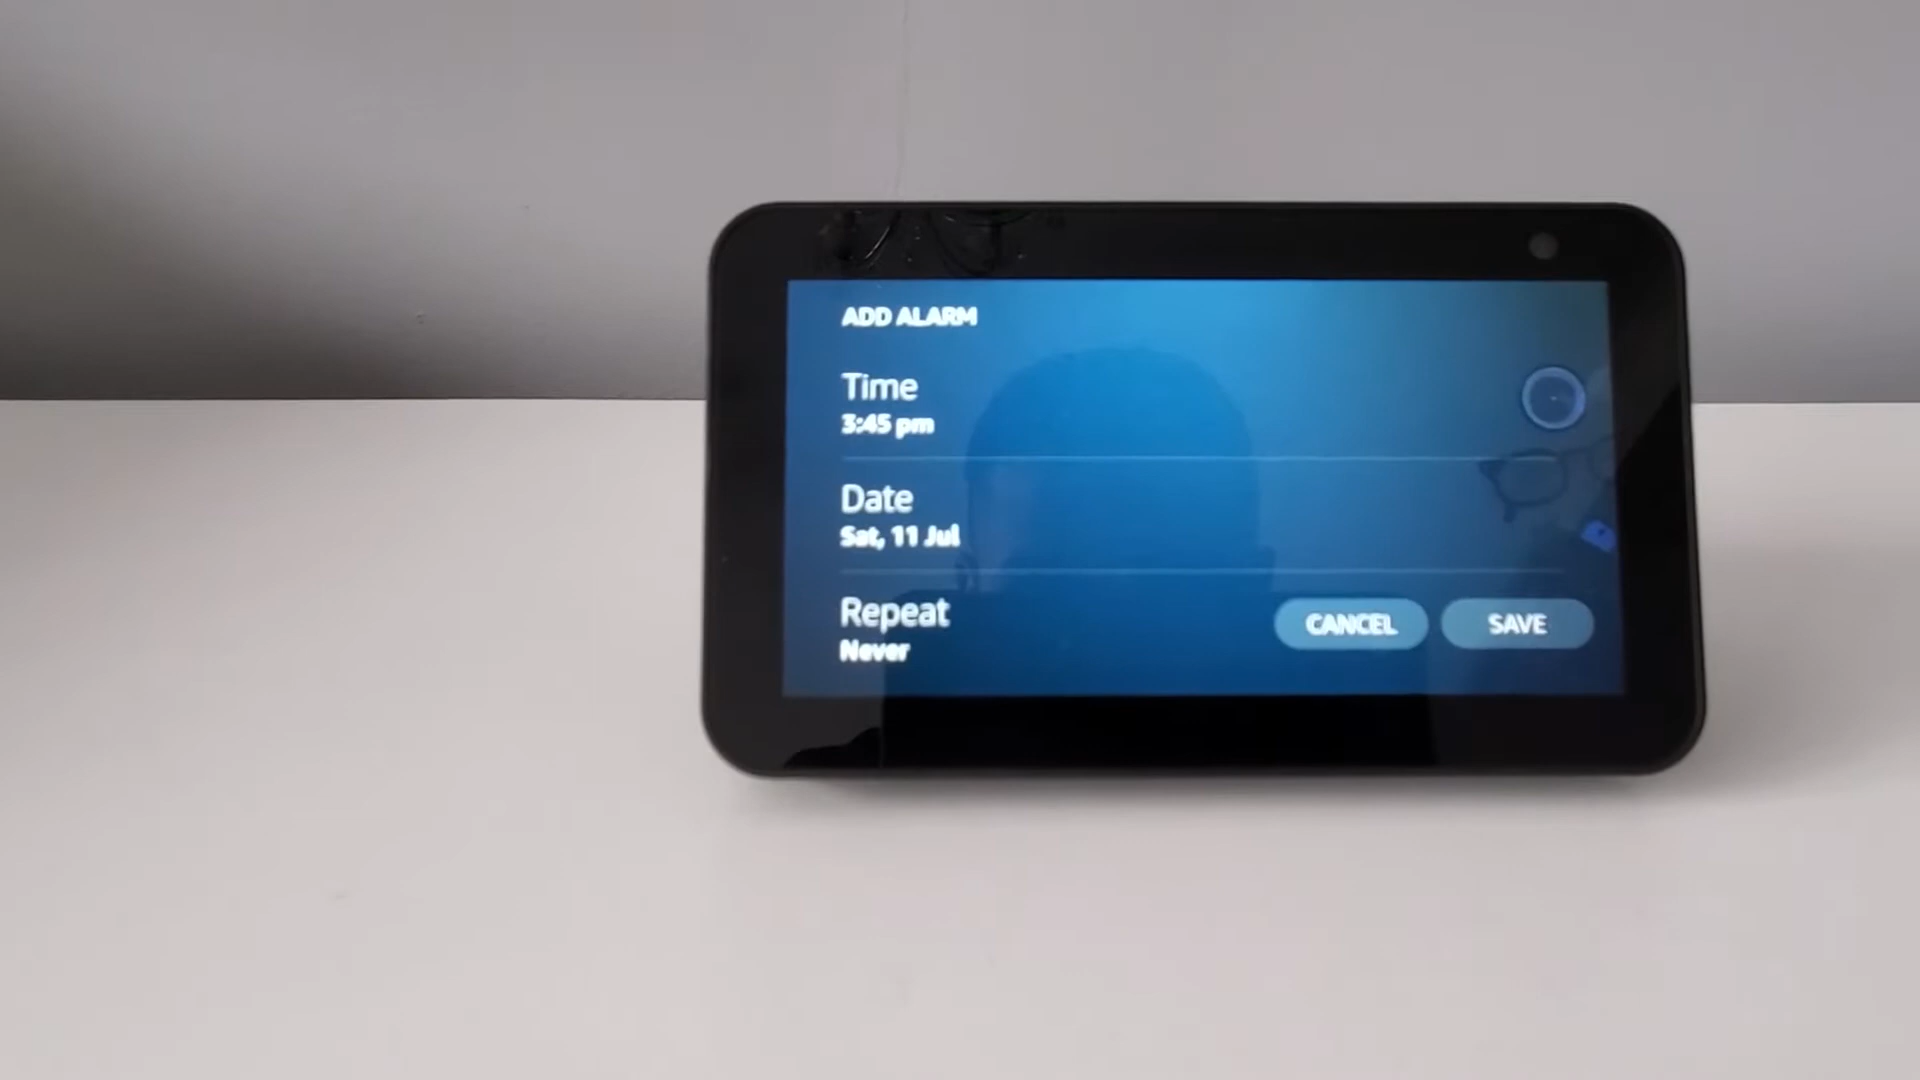 ADD ALARM
Time
3:45 pm
Date
Sat, 11 Jul
Repeat
Never
CANCEL
SAVE